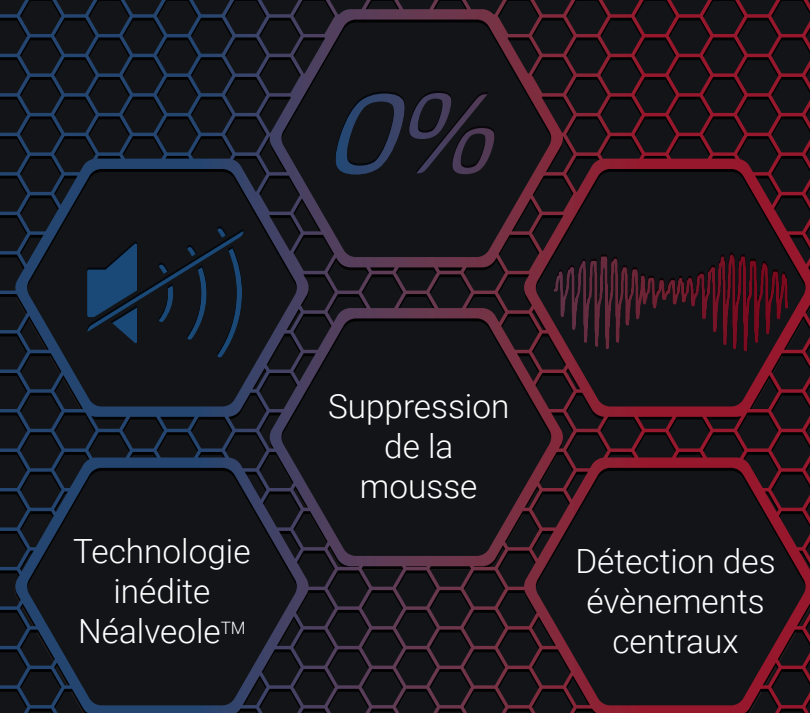 0%
Suppression
de la
mousse
Technologie
inédite
Néalveole™
Détection des
évènements
centraux